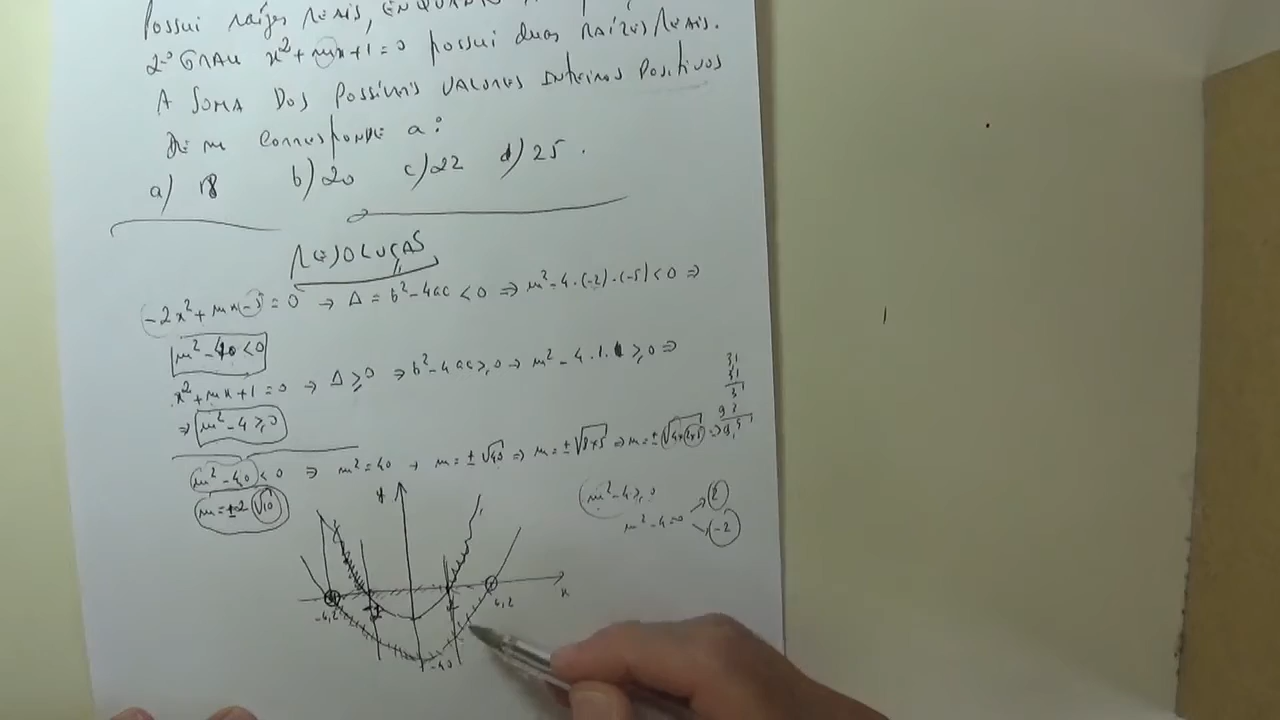 Possui raízes reais, enquanto
2º Grau x² + mx + 1 = 0 possui duas raízes reais.
A soma dos possíveis valores inteiros positivos
de m corresponde a:
a) 18 b) 20 c) 22 d) 25.
Resolução
-2x² + mx - 5 = 0 → Δ = b² - 4ac < 0 ⇒ m² - 4·(-2)·(-5) < 0 ⇒
m² - 40 < 0
x² + mx + 1 = 0 → Δ ≥ 0 ⇒ b² - 4ac ≥ 0 → m² - 4·1·1 ≥ 0 ⇒
⇒ m² - 4 ≥ 0
31
31
m² - 40 < 0 ⇒ m² = 40 → m = ± √40 ⇒ m = ± √8×5 ⇒ m = ± √4×2×5 ⇒
m = ± 2 √10
m² - 4 ≥ 0
m² - 4 = 0 2
-2
y
x
-40